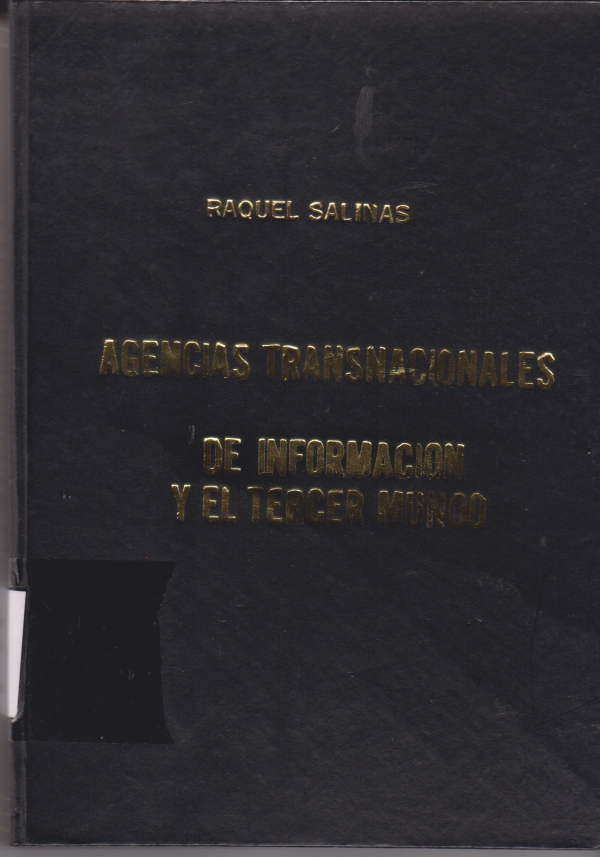 RAQUEL SALINAS
AGENCIAS TRANSNACIONALES
DE INFORMACION
Y EL TERCER MUNDO